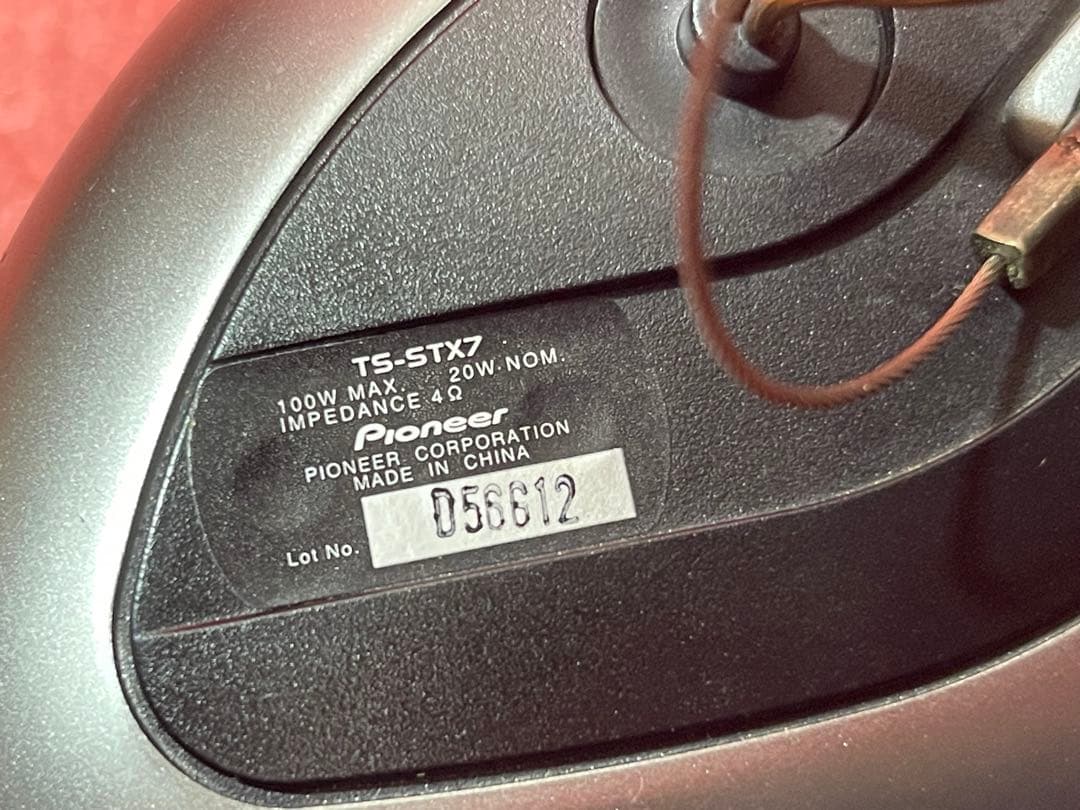 TS-STX7
100W MAX. 20W NOM.
IMPEDANCE 4Ω
Pioneer
PIONEER CORPORATION
MADE IN CHINA
Lot No. D56612